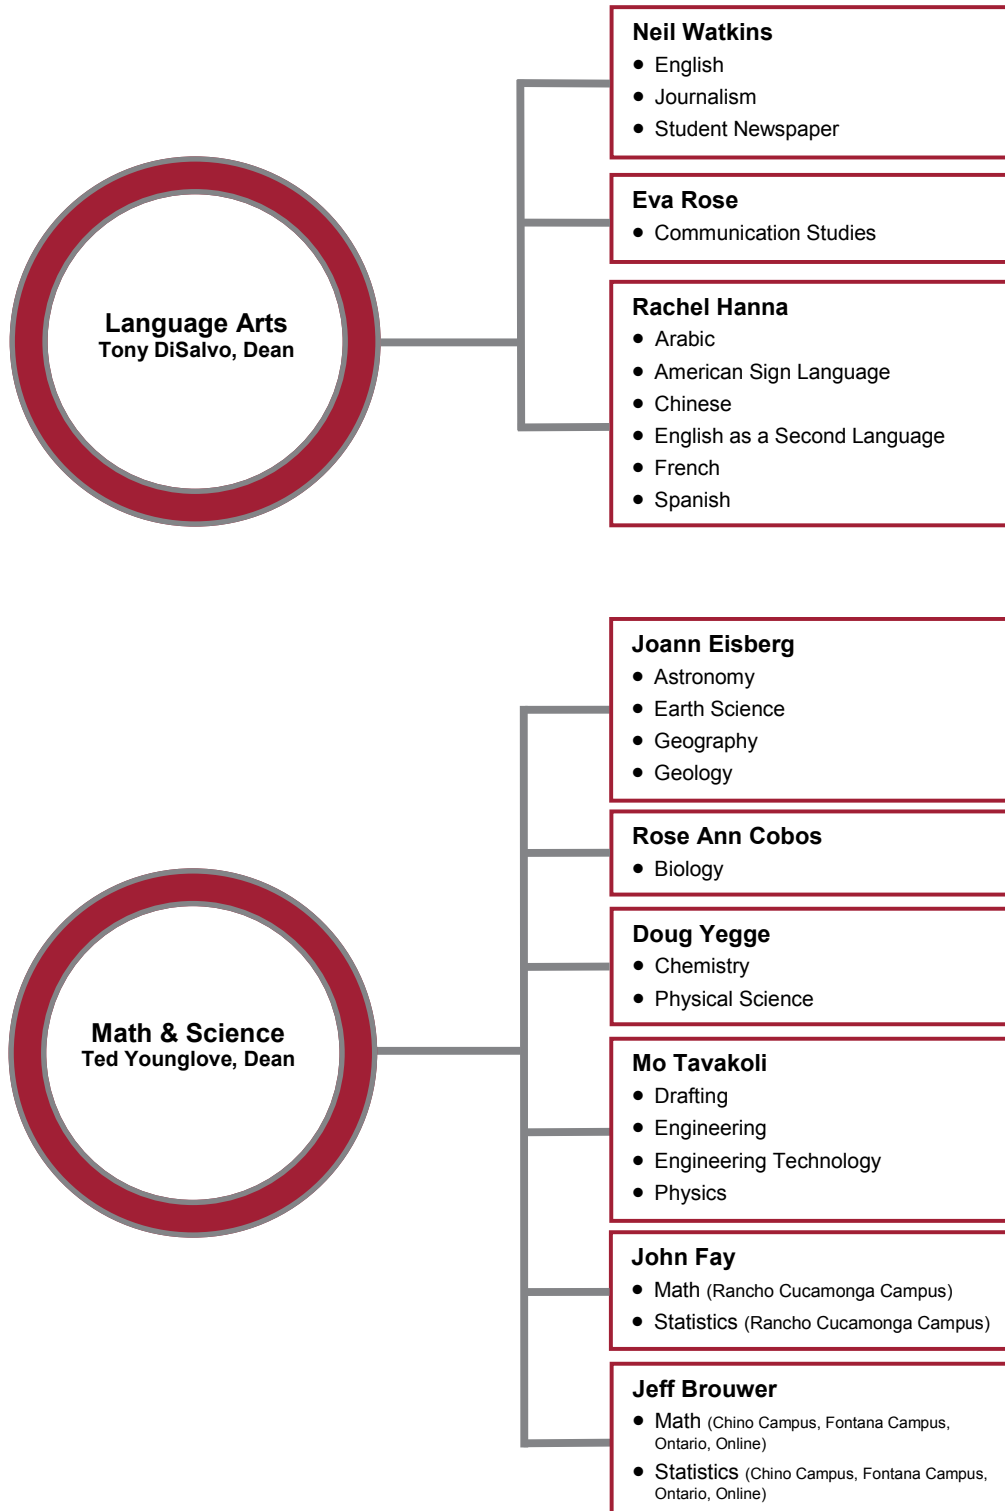 Language Arts
Tony DiSalvo, Dean
Neil Watkins
• English
• Journalism
• Student Newspaper
Eva Rose
• Communication Studies
Rachel Hanna
• Arabic
• American Sign Language
• Chinese
• English as a Second Language
• French
• Spanish
Math & Science
Ted Younglove, Dean
Joann Eisberg
• Astronomy
• Earth Science
• Geography
• Geology
Rose Ann Cobos
• Biology
Doug Yegge
• Chemistry
• Physical Science
Mo Tavakoli
• Drafting
• Engineering
• Engineering Technology
• Physics
John Fay
• Math (Rancho Cucamonga Campus)
• Statistics (Rancho Cucamonga Campus)
Jeff Brouwer
• Math (Chino Campus, Fontana Campus,
Ontario, Online)
• Statistics (Chino Campus, Fontana Campus,
Ontario, Online)